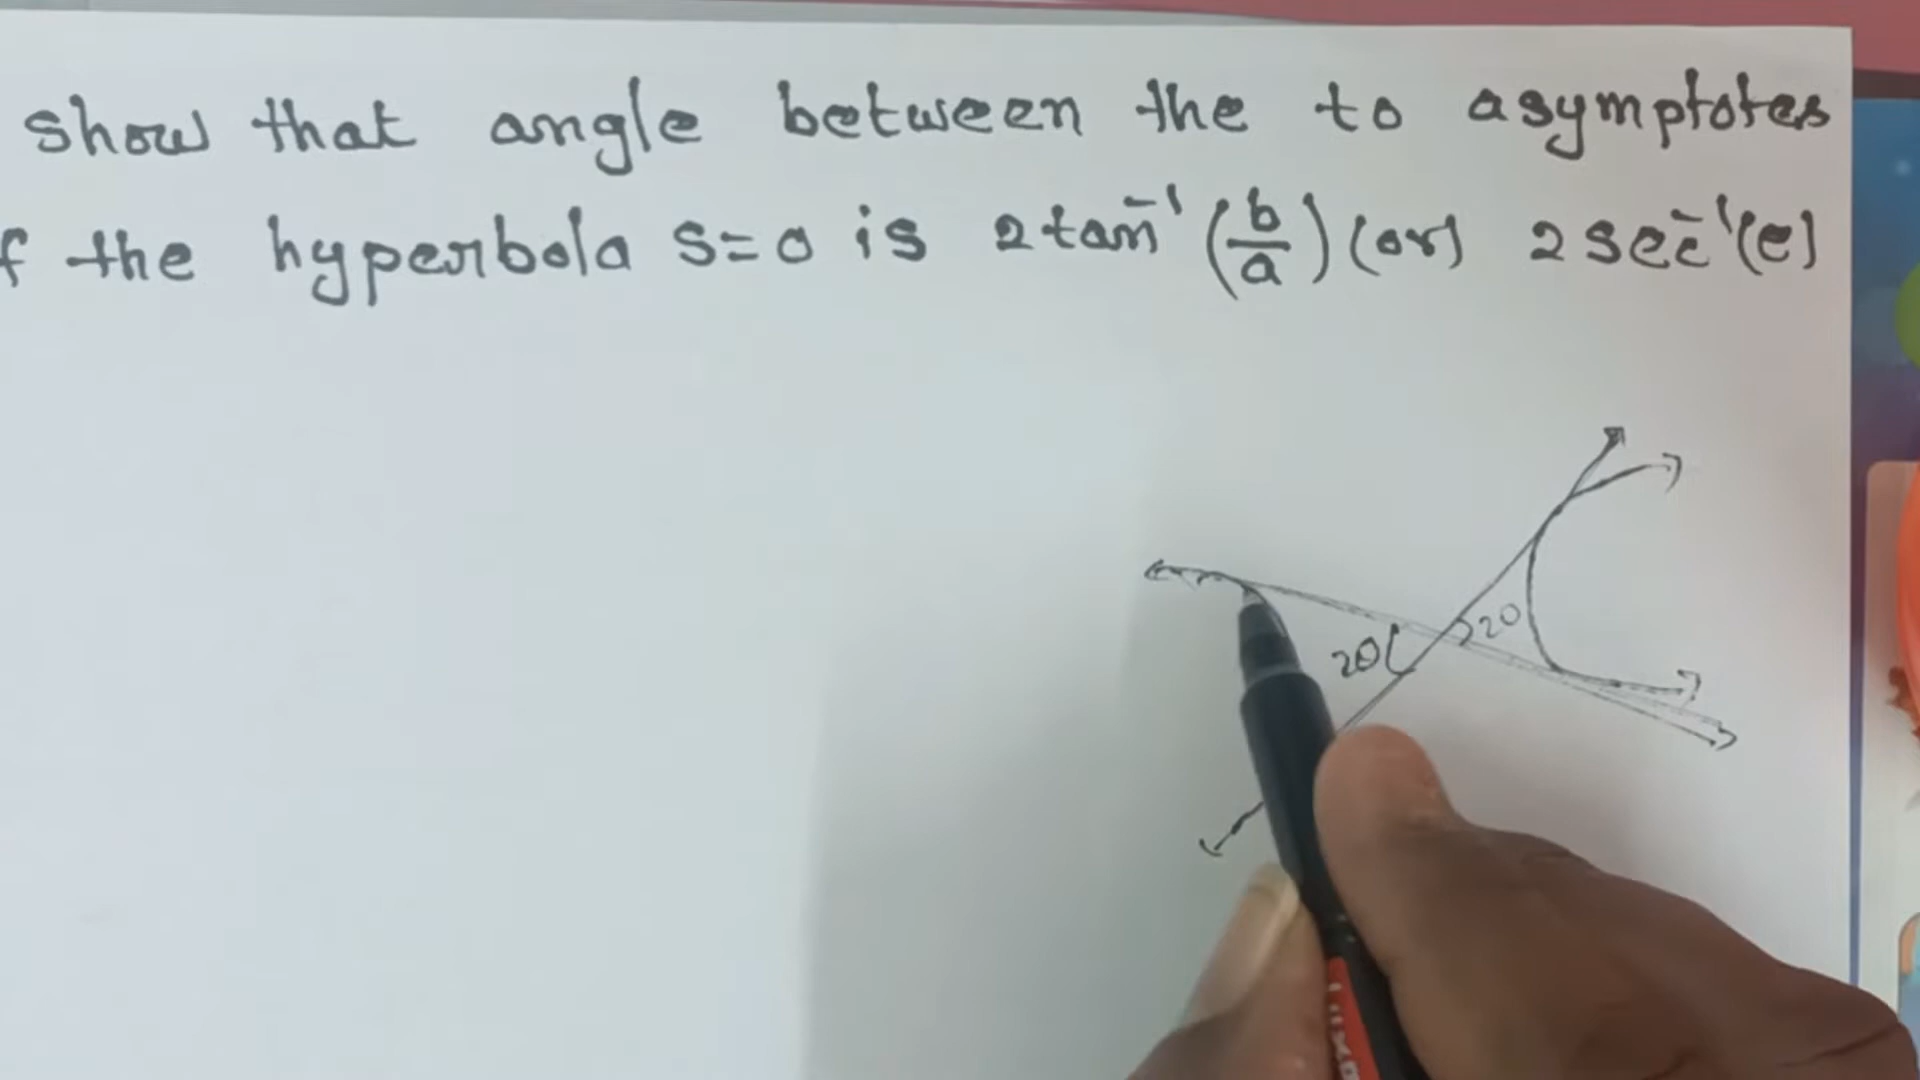 show that angle between the to asymptotes
f the hyperbola S=0 is 2tan⁻¹(b/a) (or) 2sec⁻¹(e)
2θ
2θ